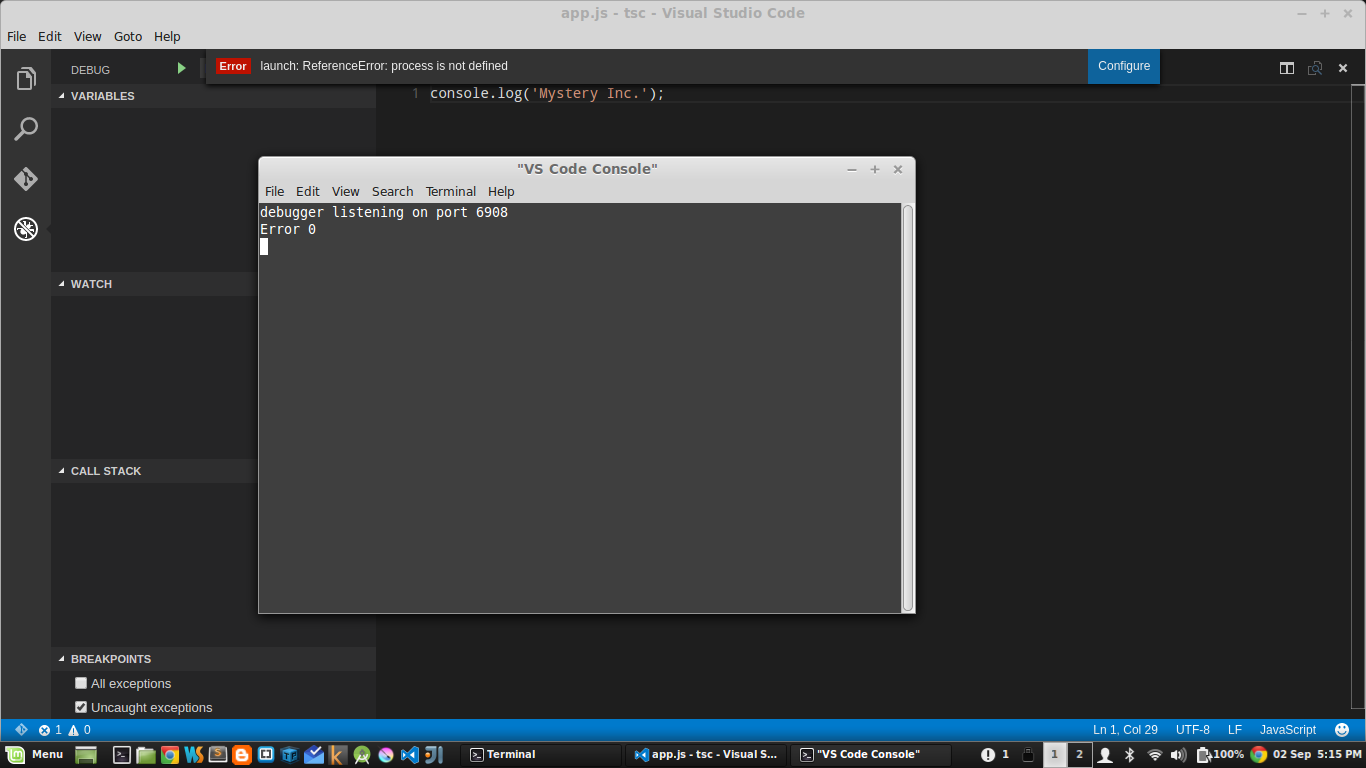 app.js - tsc - Visual Studio Code
File Edit View Goto Help
DEBUG
Error launch: ReferenceError: process is not defined Configure
VARIABLES
1 console.log('Mystery Inc.');
"VS Code Console"
File Edit View Search Terminal Help
debugger listening on port 6908
Error 0
WATCH
CALL STACK
BREAKPOINTS
All exceptions
Uncaught exceptions
1 0 Ln 1, Col 29 UTF-8 LF JavaScript
Menu Terminal app.js - tsc - Visual S... "VS Code Console" 1 1 2 100% 02 Sep 5:15 PM